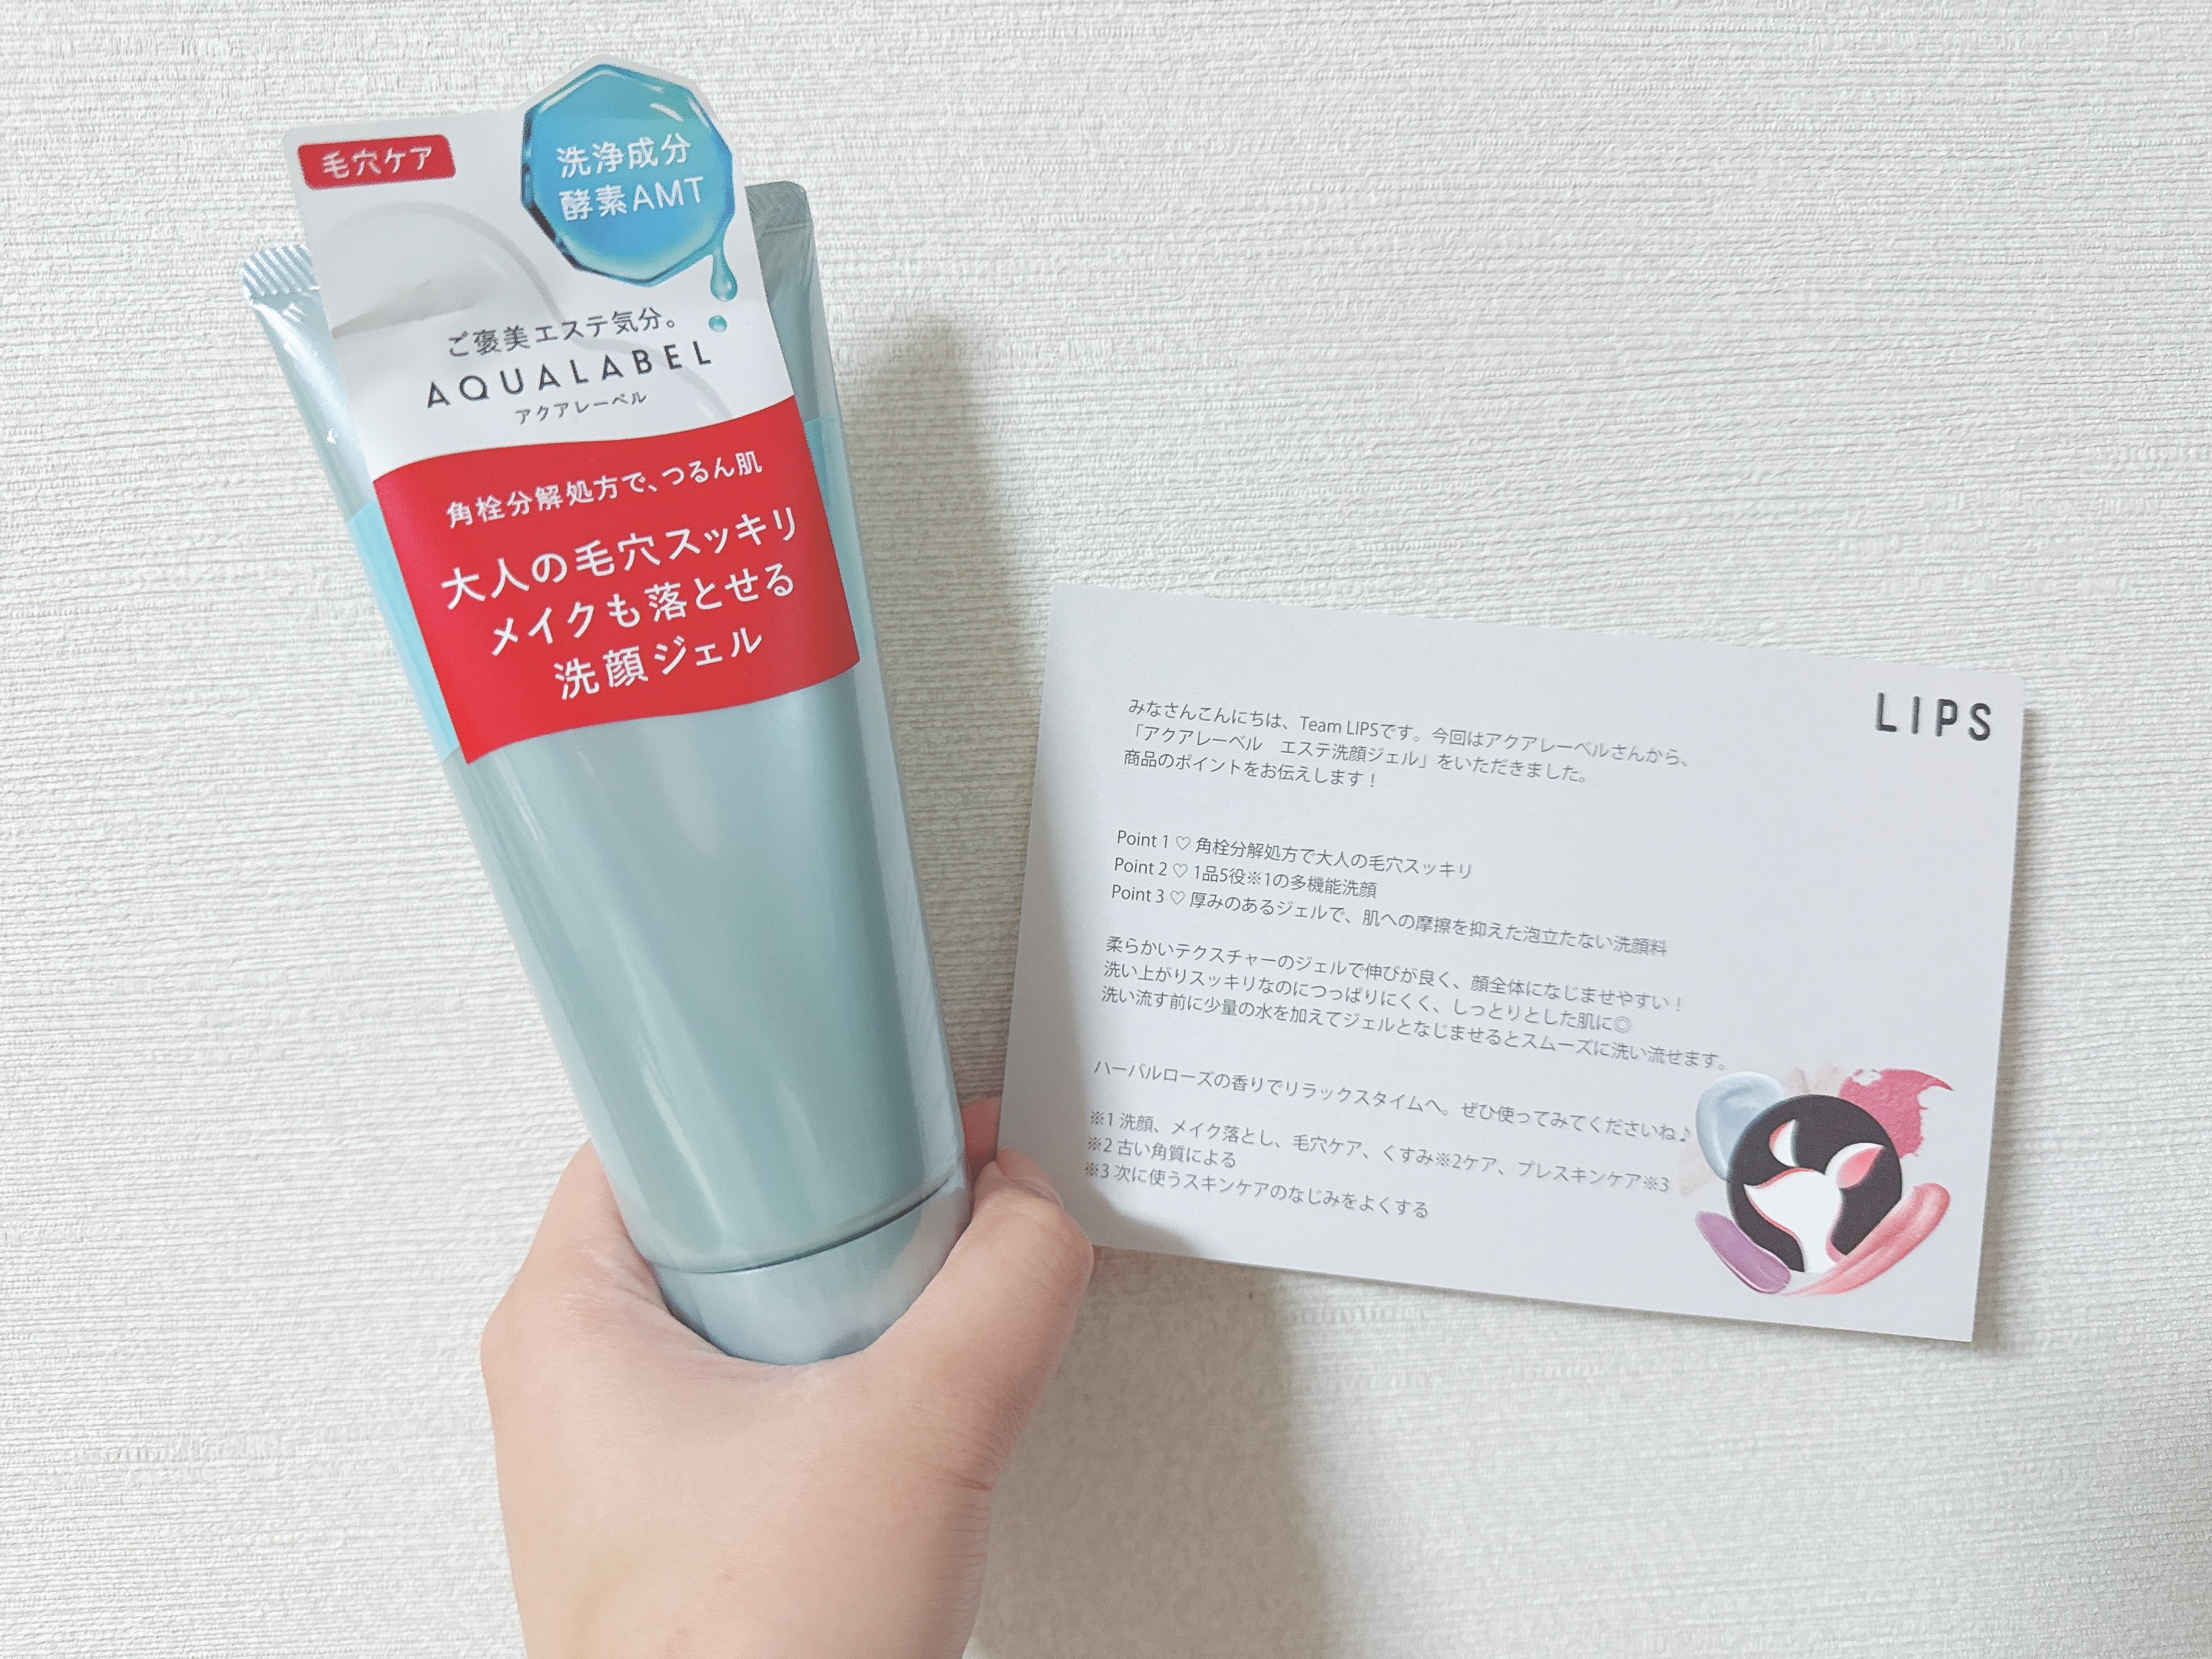 毛穴ケア
洗浄成分
酵素AMT
ご褒美エステ気分。
AQUALABEL
アクアレーベル
角栓分解処方で、つるん肌
大人の毛穴スッキリ
メイクも落とせる
洗顔ジェル
LIPS
みなさんこんにちは、Team LIPSです。今回はアクアレーベルさんから、
「アクアレーベル　エステ洗顔ジェル」をいただきました。
商品のポイントをお伝えします！
Point 1 ♡ 角栓分解処方で大人の毛穴スッキリ
Point 2 ♡ 1品5役※1の多機能洗顔
Point 3 ♡ 厚みのあるジェルで、肌への摩擦を抑えた泡立たない洗顔料
柔らかいテクスチャーのジェルで伸びが良く、顔全体になじませやすい！
洗い上がりスッキリなのにつっぱりにくく、しっとりとした肌に◎
洗い流す前に少量の水を加えてジェルとなじませるとスムーズに洗い流せます。
ハーバルローズの香りでリラックスタイムへ。ぜひ使ってみてくださいね♪
※1 洗顔、メイク落とし、毛穴ケア、くすみ※2ケア、プレスキンケア※3
※2 古い角質による
※3 次に使うスキンケアのなじみをよくする